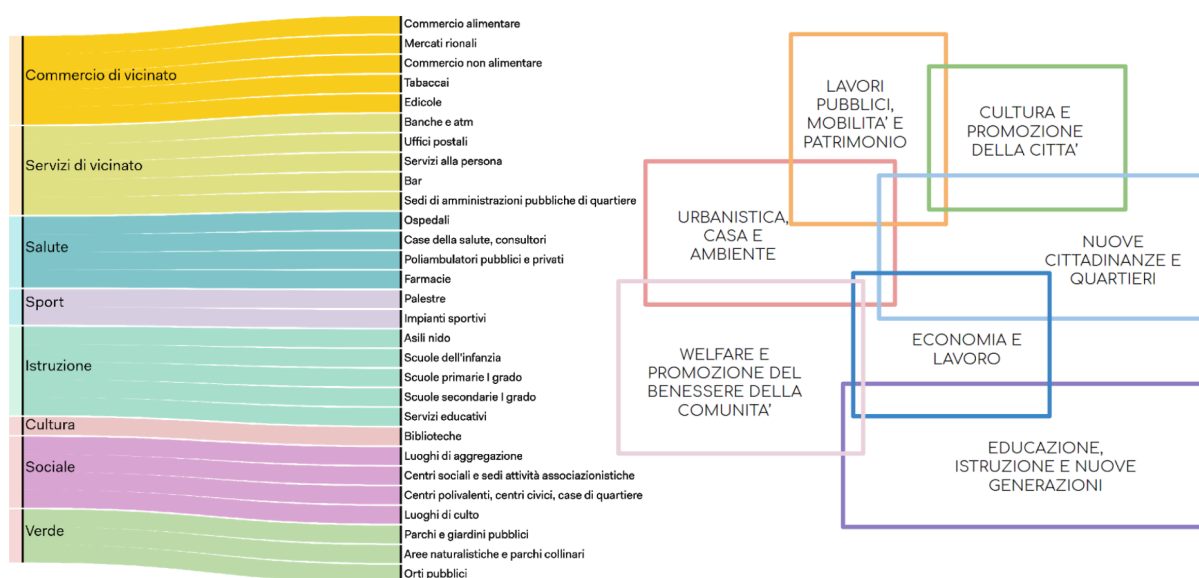 Commercio di vicinato
Servizi di vicinato
Salute
Sport
Istruzione
Cultura
Sociale
Verde
Commercio alimentare
Mercati rionali
Commercio non alimentare
Tabaccai
Edicole
Banche e atm
Uffici postali
Servizi alla persona
Bar
Sedi di amministrazioni pubbliche di quartiere
Ospedali
Case della salute, consultori
Poliambulatori pubblici e privati
Farmacie
Palestre
Impianti sportivi
Asili nido
Scuole dell'infanzia
Scuole primarie I grado
Scuole secondarie I grado
Servizi educativi
Biblioteche
Luoghi di aggregazione
Centri sociali e sedi attività associazionistiche
Centri polivalenti, centri civici, case di quartiere
Luoghi di culto
Parchi e giardini pubblici
Aree naturalistiche e parchi collinari
Orti pubblici
LAVORI
PUBBLICI,
MOBILITA' E
PATRIMONIO
CULTURA E
PROMOZIONE
DELLA CITTA'
URBANISTICA,
CASA E
AMBIENTE
NUOVE
CITTADINANZE E
QUARTIERI
ECONOMIA E
LAVORO
WELFARE E
PROMOZIONE DEL
BENESSERE DELLA
COMUNITA'
EDUCAZIONE,
ISTRUZIONE E NUOVE
GENERAZIONI